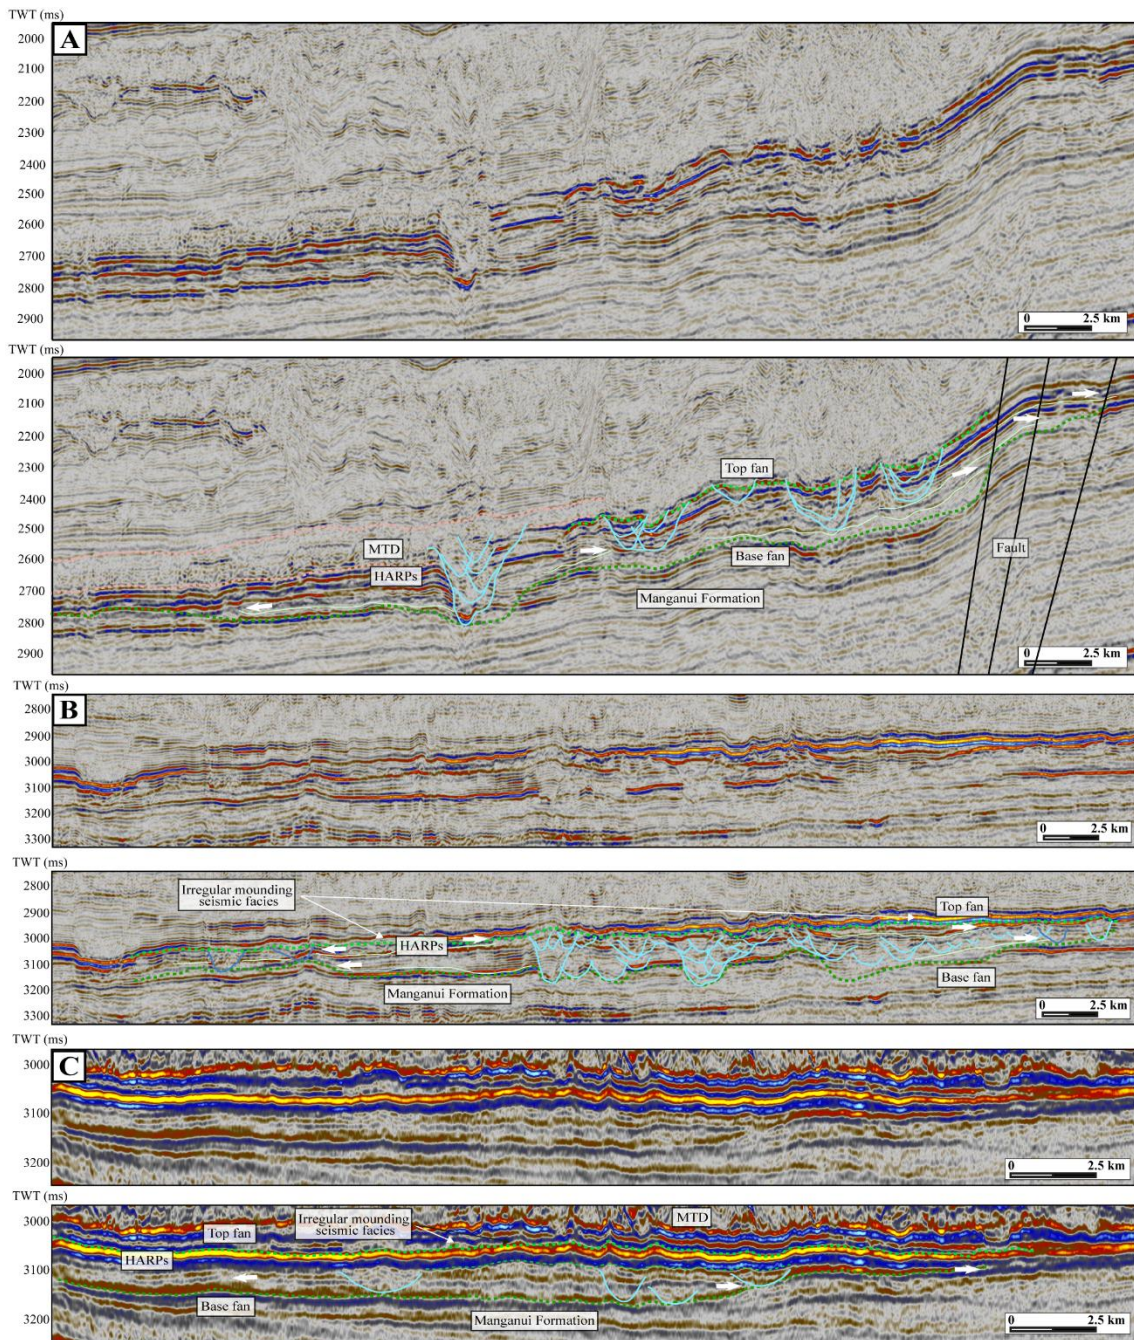 TWT (ms)
A
2000
2100
2200
2300
2400
2500
2600
2700
2800
2900
0 2.5 km
TWT (ms)
2000
2100
2200
2300
2400
2500
2600
2700
2800
2900
Top fan
MTD
HARPs
Base fan
Fault
Manganui Formation
0 2.5 km
TWT (ms)
B
2800
2900
3000
3100
3200
3300
0 2.5 km
TWT (ms)
2800
2900
3000
3100
3200
3300
Irregular mounding
seismic facies
Top fan
HARPs
Manganui Formation
Base fan
0 2.5 km
TWT (ms)
C
3000
3100
3200
0 2.5 km
TWT (ms)
3000
3100
3200
Top fan
Irregular mounding
seismic facies
MTD
HARPs
Base fan
Manganui Formation
0 2.5 km